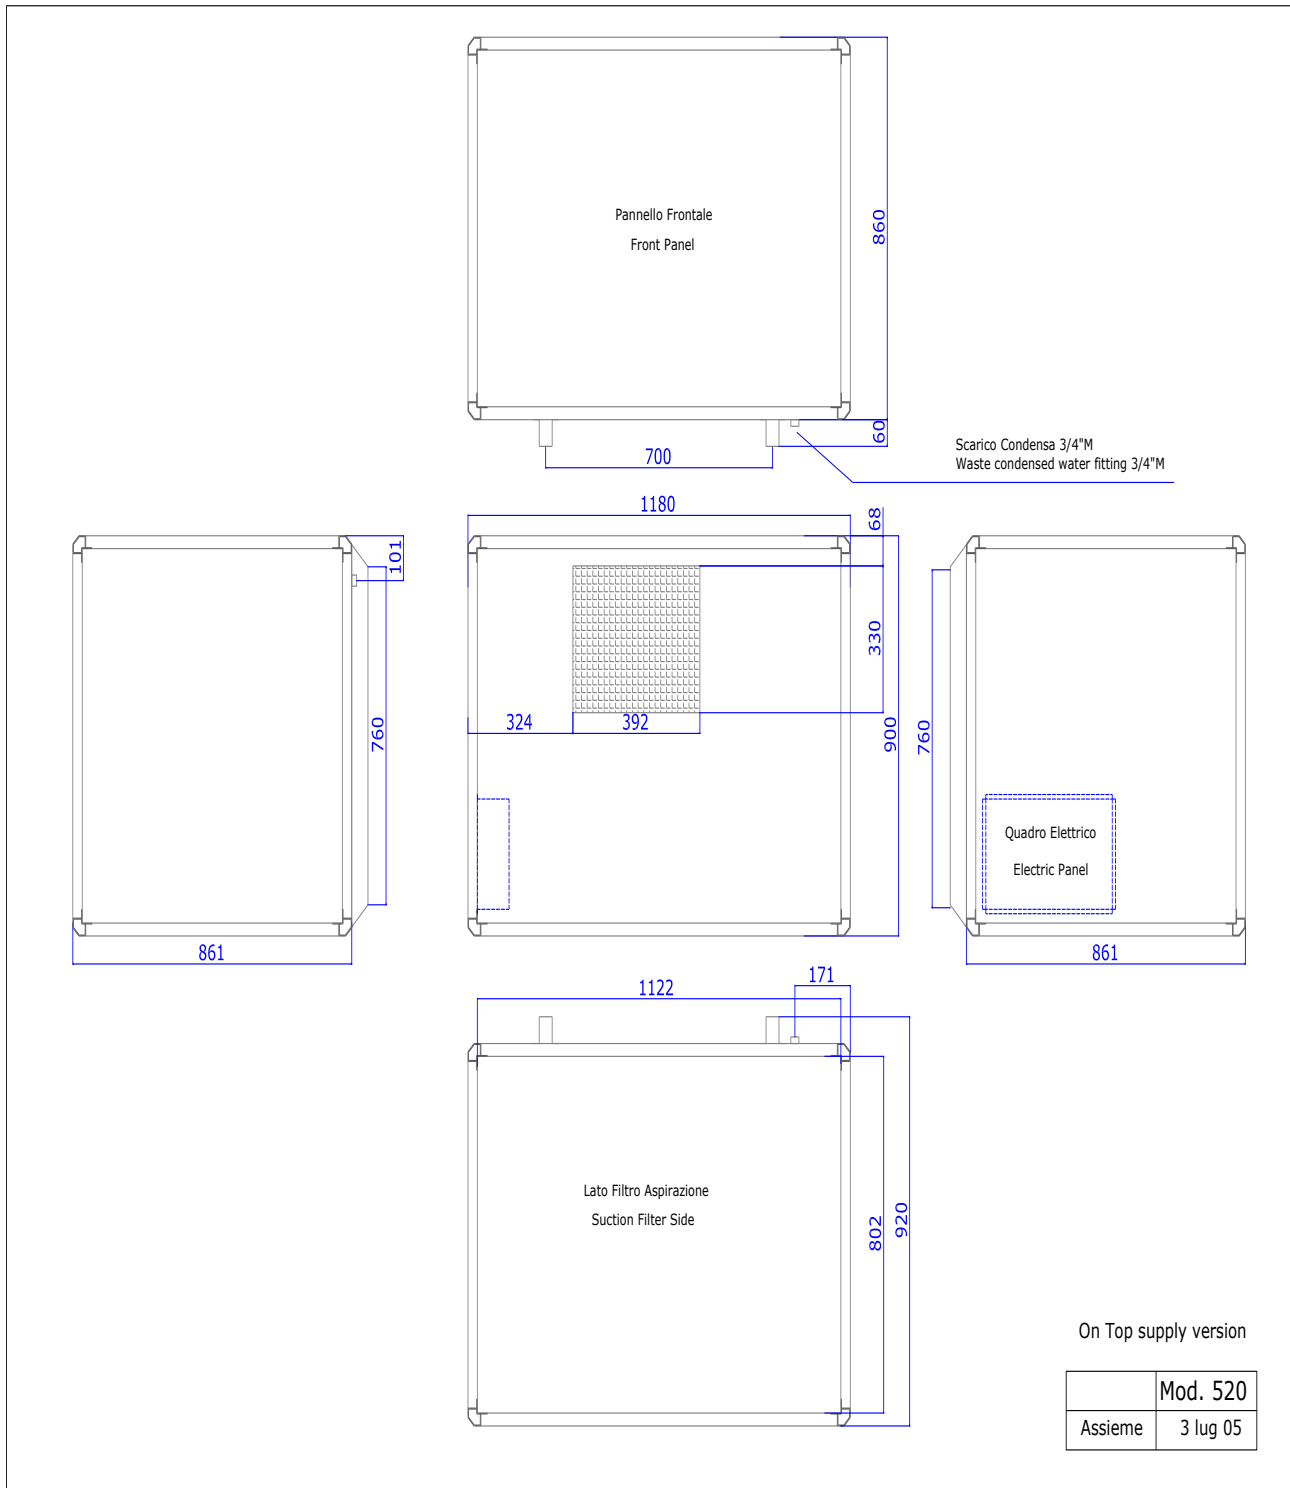 Pannello Frontale
Front Panel
860
60
700
Scarico Condensa 3/4"M
Waste condensed water fitting 3/4"M
1180
68
101
330
324
392
760
900
760
Quadro Elettrico
Electric Panel
861
861
171
1122
Lato Filtro Aspirazione
Suction Filter Side
802
920
On Top supply version
Mod. 520
Assieme 3 lug 05